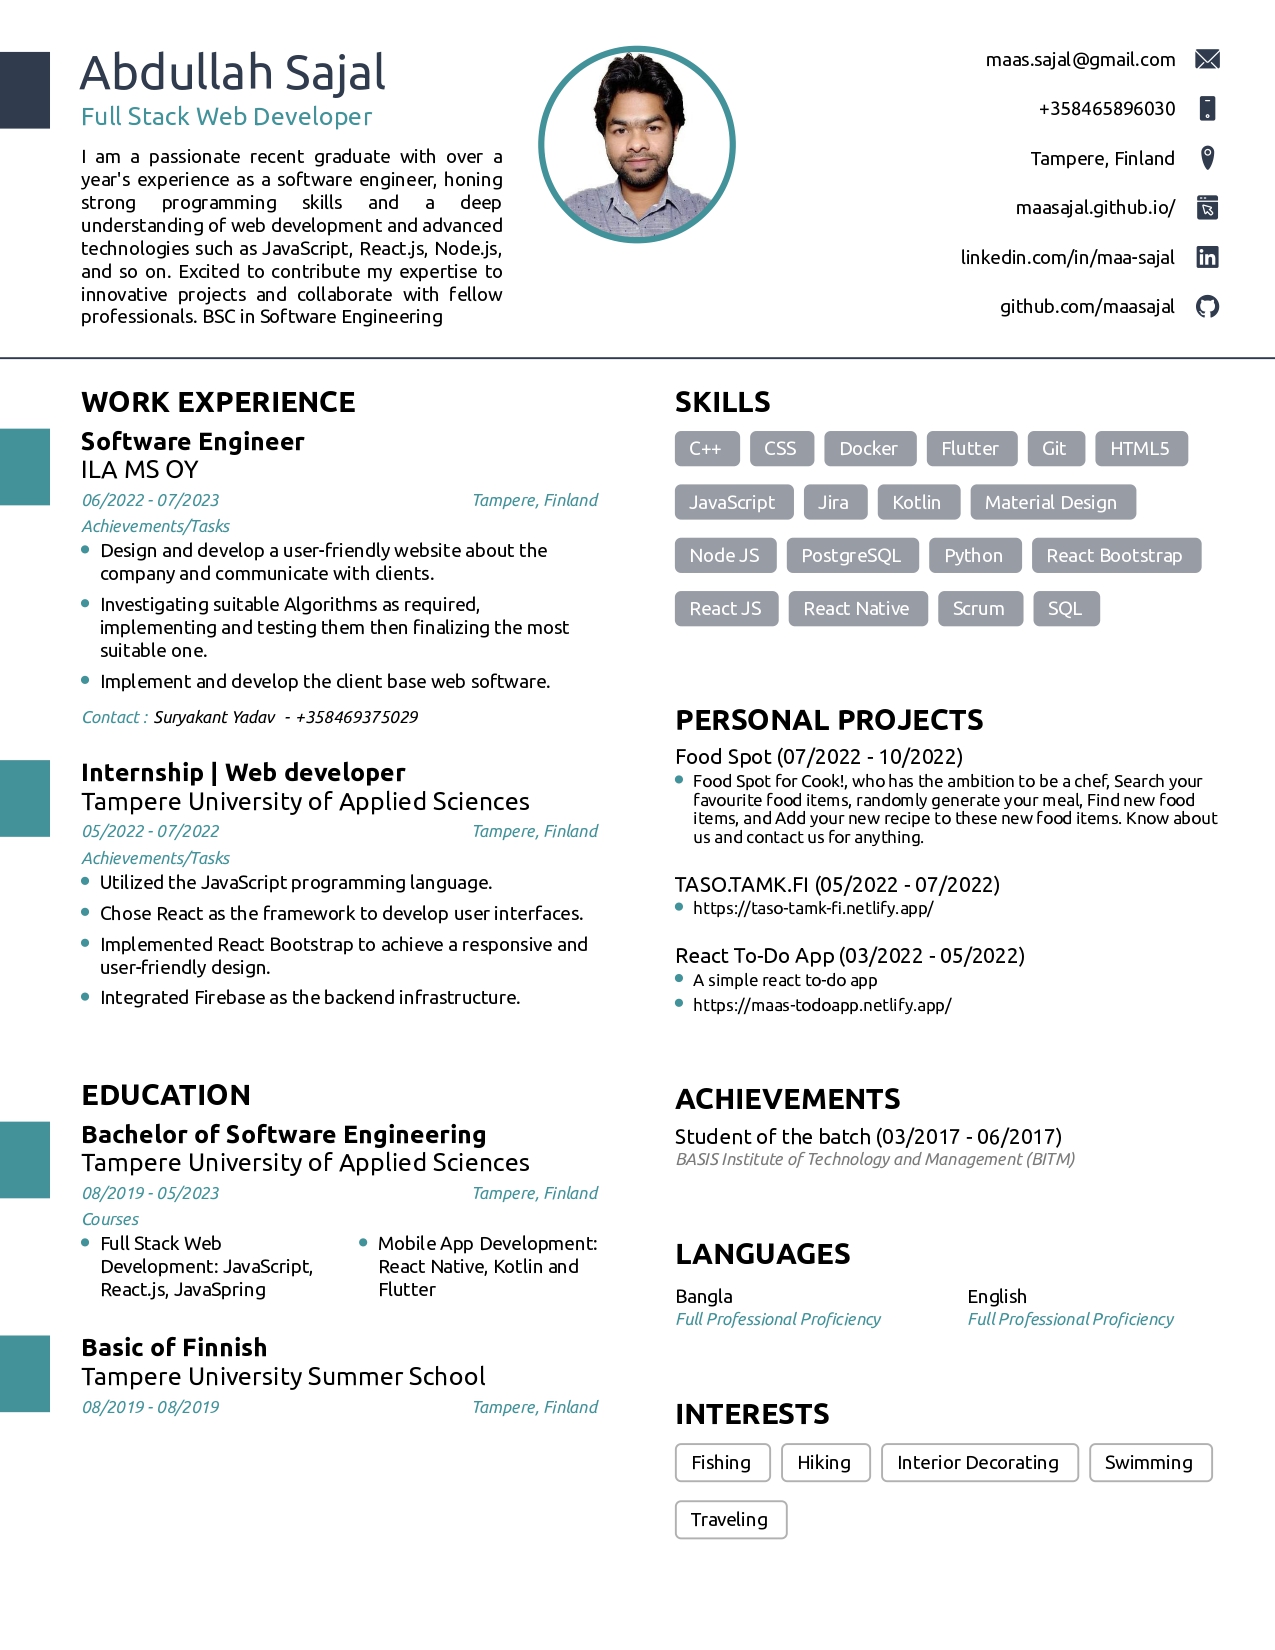 Abdullah Sajal
Full Stack Web Developer
I am a passionate recent graduate with over a
year's experience as a software engineer, honing
strong programming skills and a deep
understanding of web development and advanced
technologies such as JavaScript, React.js, Node.js,
and so on. Excited to contribute my expertise to
innovative projects and collaborate with fellow
professionals. BSC in Software Engineering
maas.sajal@gmail.com
+358465896030
Tampere, Finland
maasajal.github.io/
linkedin.com/in/maa-sajal
github.com/maasajal
WORK EXPERIENCE
Software Engineer
ILA MS OY
06/2022 - 07/2023 Tampere, Finland
Achievements/Tasks
Design and develop a user-friendly website about the
company and communicate with clients.
Investigating suitable Algorithms as required,
implementing and testing them then finalizing the most
suitable one.
Implement and develop the client base web software.
Contact : Suryakant Yadav - +358469375029
Internship | Web developer
Tampere University of Applied Sciences
05/2022 - 07/2022 Tampere, Finland
Achievements/Tasks
Utilized the JavaScript programming language.
Chose React as the framework to develop user interfaces.
Implemented React Bootstrap to achieve a responsive and
user-friendly design.
Integrated Firebase as the backend infrastructure.
EDUCATION
Bachelor of Software Engineering
Tampere University of Applied Sciences
08/2019 - 05/2023 Tampere, Finland
Courses
Full Stack Web
Development: JavaScript,
React.js, JavaSpring
Mobile App Development:
React Native, Kotlin and
Flutter
Basic of Finnish
Tampere University Summer School
08/2019 - 08/2019 Tampere, Finland
SKILLS
C++ CSS Docker Flutter Git HTML5
JavaScript Jira Kotlin Material Design
Node JS PostgreSQL Python React Bootstrap
React JS React Native Scrum SQL
PERSONAL PROJECTS
Food Spot (07/2022 - 10/2022)
Food Spot for Cook!, who has the ambition to be a chef, Search your
favourite food items, randomly generate your meal, Find new food
items, and Add your new recipe to these new food items. Know about
us and contact us for anything.
TASO.TAMK.FI (05/2022 - 07/2022)
https://taso-tamk-fi.netlify.app/
React To-Do App (03/2022 - 05/2022)
A simple react to-do app
https://maas-todoapp.netlify.app/
ACHIEVEMENTS
Student of the batch (03/2017 - 06/2017)
BASIS Institute of Technology and Management (BITM)
LANGUAGES
Bangla
Full Professional Proficiency
English
Full Professional Proficiency
INTERESTS
Fishing Hiking Interior Decorating Swimming
Traveling